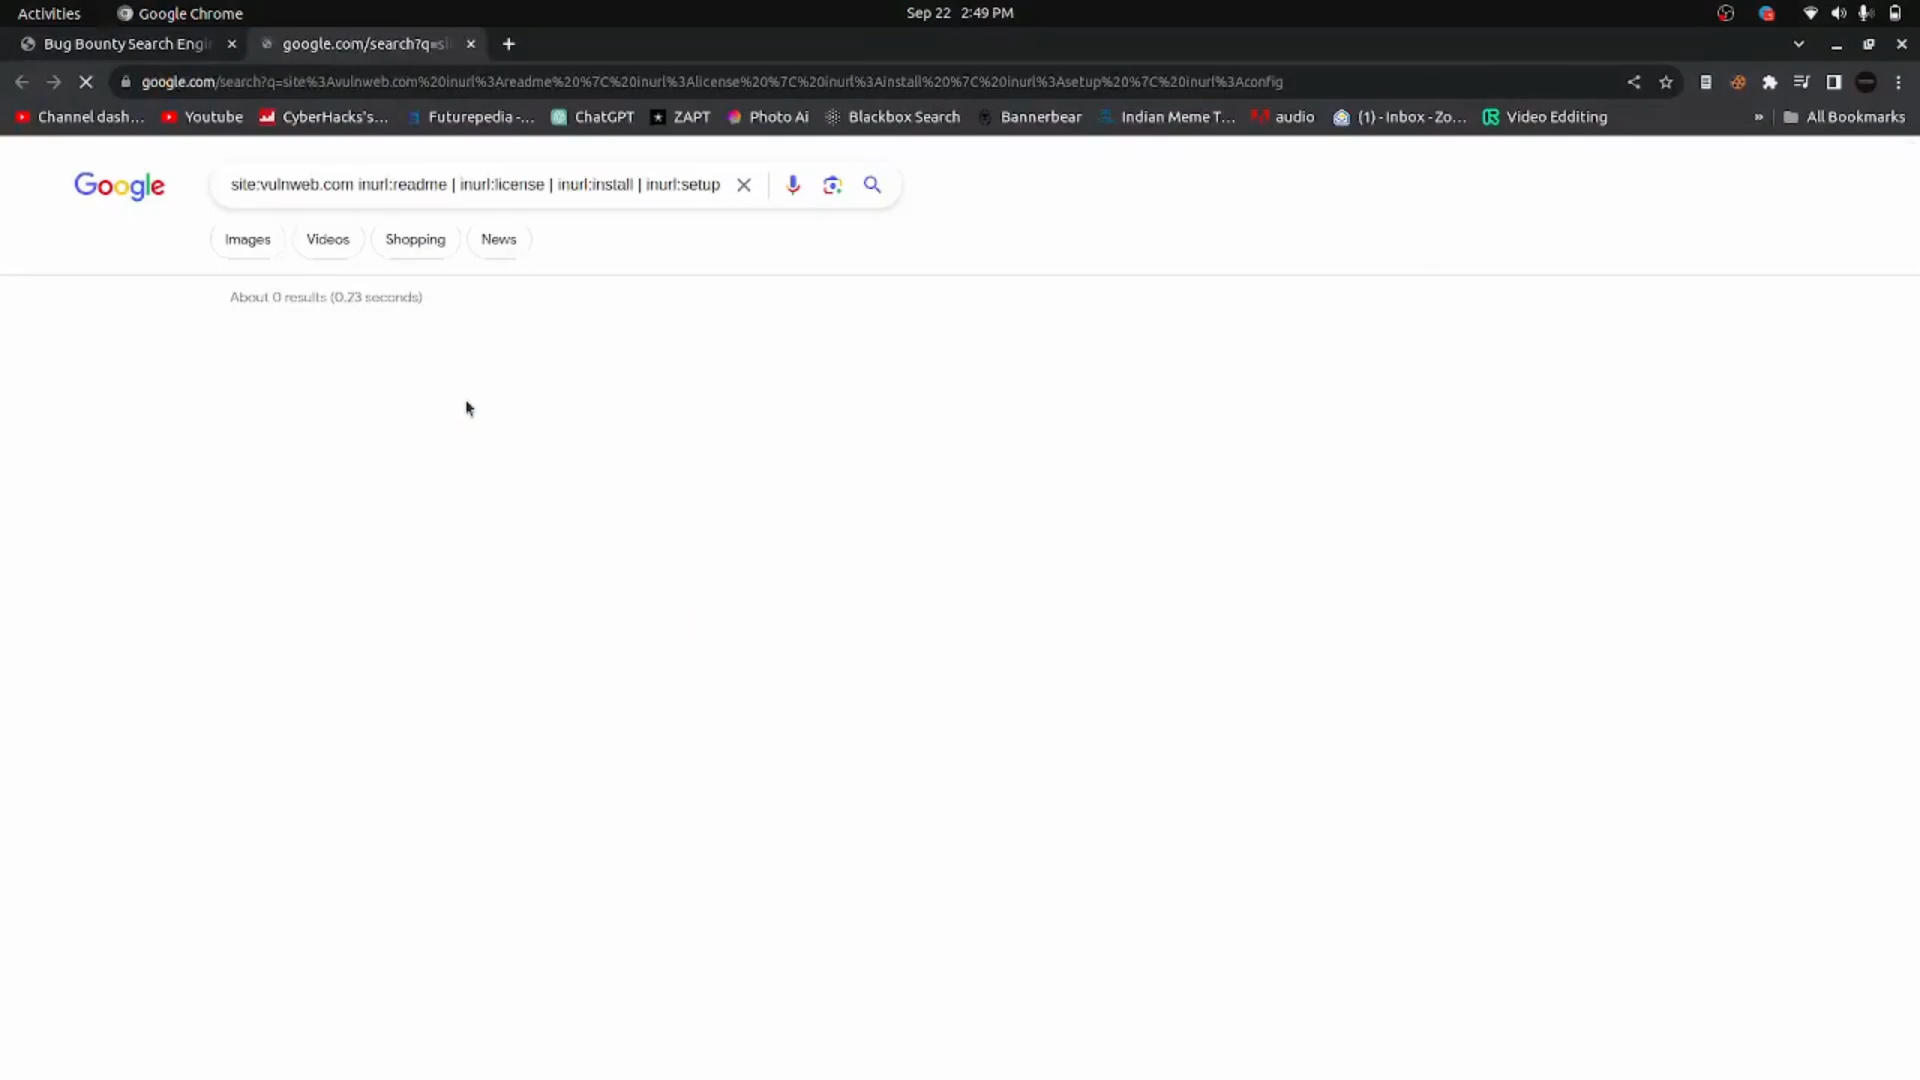 Activities Google Chrome Sep 22 2:49 PM
Bug Bounty Search Engi google.com/search?q=si
google.com/search?q=site%3Avulnweb.com%20inurl%3Areadme%20%7C%20inurl%3Alicense%20%7C%20inurl%3Ainstall%20%7C%20inurl%3Asetup%20%7C%20inurl%3Aconfig
Channel dash... Youtube CyberHacks's... Futurepedia -... ChatGPT ZAPT Photo Ai Blackbox Search Bannerbear Indian Meme T... audio (1) - Inbox - Zo... Video Edditing » All Bookmarks
Google site:vulnweb.com inurl:readme | inurl:license | inurl:install | inurl:setup
Images Videos Shopping News
About 0 results (0.23 seconds)